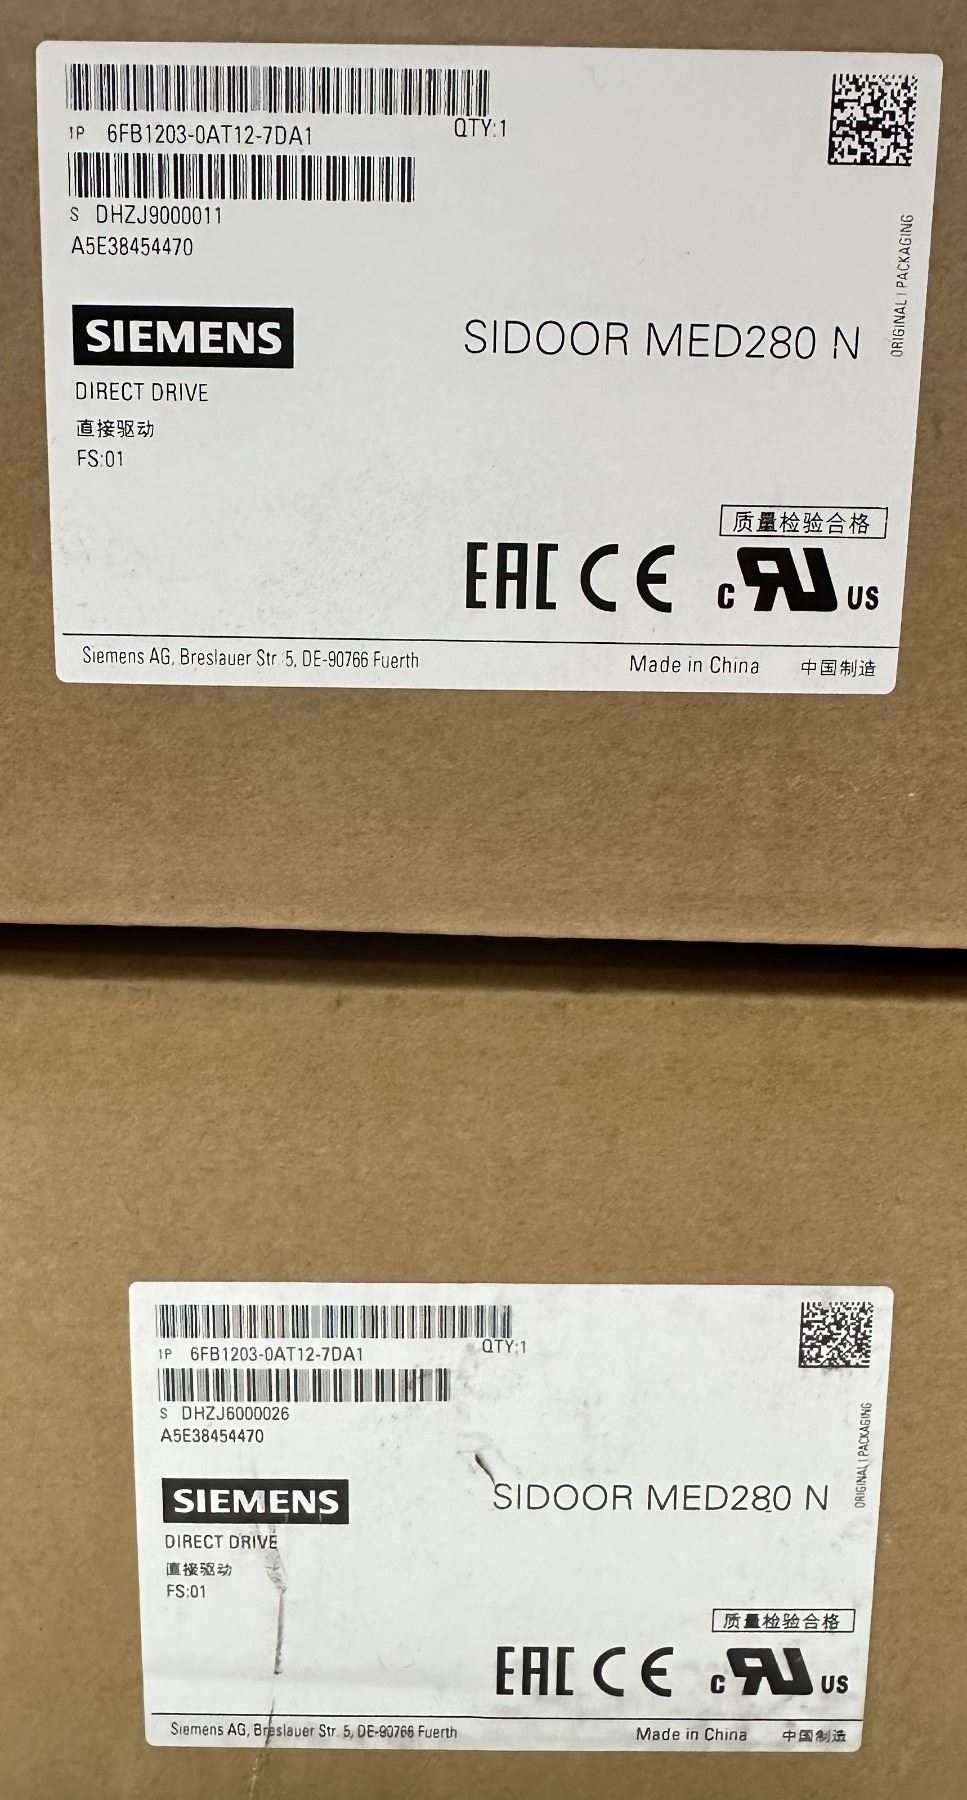 1P 6FB1203-0AT12-7DA1 QTY:1
S DHZJ9000011
A5E38454470
ORIGINAL | PACKAGING
SIEMENS SIDOOR MED280 N
DIRECT DRIVE
直接驱动
FS:01
质量检验合格
EAC CE c RU US
Siemens AG, Breslauer Str. 5, DE-90766 Fuerth Made in China 中国制造
1P 6FB1203-0AT12-7DA1 QTY:1
S DHZJ6000026
A5E38454470
ORIGINAL | PACKAGING
SIEMENS SIDOOR MED280 N
DIRECT DRIVE
直接驱动
FS:01
质量检验合格
EAC CE c RU US
Siemens AG, Breslauer Str. 5, DE-90766 Fuerth Made in China 中国制造